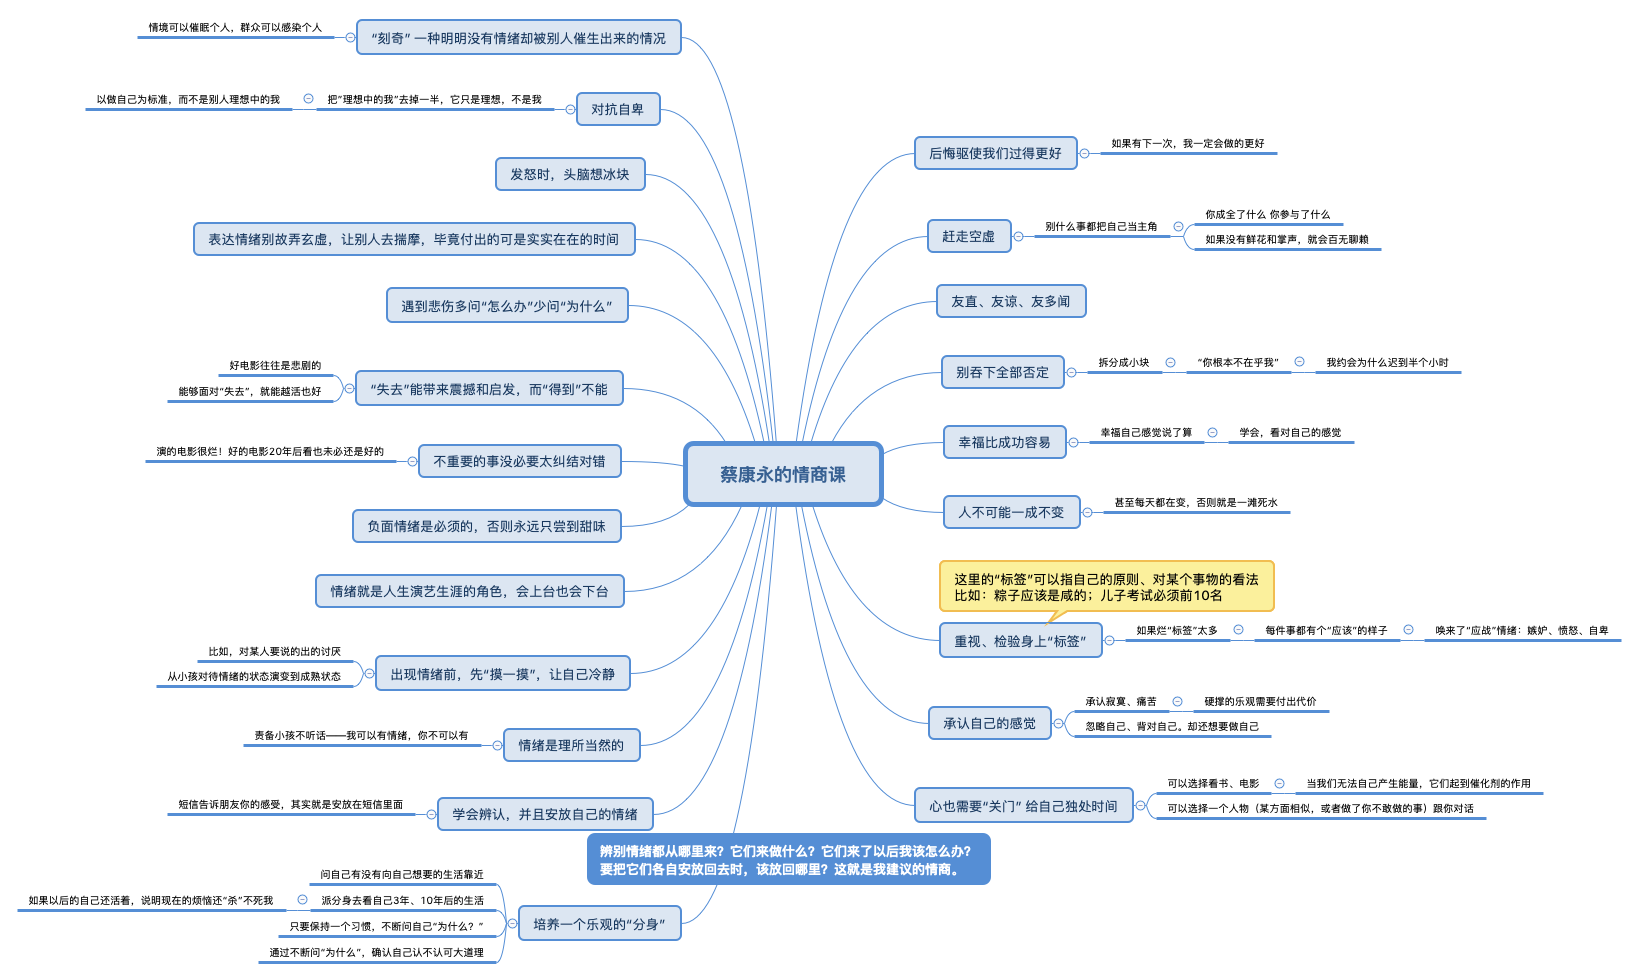 蔡康永的情商课
后悔驱使我们过得更好
如果有下一次，我一定会做的更好
赶走空虚
别什么事都把自己当主角
你成全了什么 你参与了什么
如果没有鲜花和掌声，就会百无聊赖
友直、友谅、友多闻
别吞下全部否定
拆分成小块
“你根本不在乎我”
我约会为什么迟到半个小时
幸福比成功容易
幸福自己感觉说了算
学会，看对自己的感觉
人不可能一成不变
甚至每天都在变，否则就是一滩死水
这里的“标签”可以指自己的原则、对某个事物的看法
比如：粽子应该是咸的；儿子考试必须前10名
重视、检验身上“标签”
如果烂“标签”太多
每件事都有个“应该”的样子
唤来了“应战”情绪：嫉妒、愤怒、自卑
承认自己的感觉
承认寂寞、痛苦
硬撑的乐观需要付出代价
忽略自己、背对自己。却还想要做自己
心也需要“关门” 给自己独处时间
可以选择看书、电影
当我们无法自己产生能量，它们起到催化剂的作用
可以选择一个人物（某方面相似，或者做了你不敢做的事）跟你对话
“刻奇” 一种明明没有情绪却被别人催生出来的情况
情境可以催眠个人，群众可以感染个人
对抗自卑
把”理想中的我”去掉一半，它只是理想，不是我
以做自己为标准，而不是别人理想中的我
发怒时，头脑想冰块
表达情绪别故弄玄虚，让别人去揣摩，毕竟付出的可是实实在在的时间
遇到悲伤多问“怎么办”少问“为什么”
“失去”能带来震撼和启发，而“得到”不能
好电影往往是悲剧的
能够面对“失去”，就能越活也好
不重要的事没必要太纠结对错
演的电影很烂！好的电影20年后看也未必还是好的
负面情绪是必须的，否则永远只尝到甜味
情绪就是人生演艺生涯的角色，会上台也会下台
出现情绪前，先“摸一摸”，让自己冷静
比如，对某人要说的出的讨厌
从小孩对待情绪的状态演变到成熟状态
情绪是理所当然的
责备小孩不听话——我可以有情绪，你不可以有
学会辨认，并且安放自己的情绪
短信告诉朋友你的感受，其实就是安放在短信里面
辨别情绪都从哪里来？它们来做什么？它们来了以后我该怎么办？
要把它们各自安放回去时，该放回哪里？这就是我建议的情商。
培养一个乐观的“分身”
问自己有没有向自己想要的生活靠近
派分身去看自己3年、10年后的生活
如果以后的自己还活着，说明现在的烦恼还“杀”不死我
只要保持一个习惯，不断问自己“为什么？”
通过不断问“为什么”，确认自己认不认可大道理